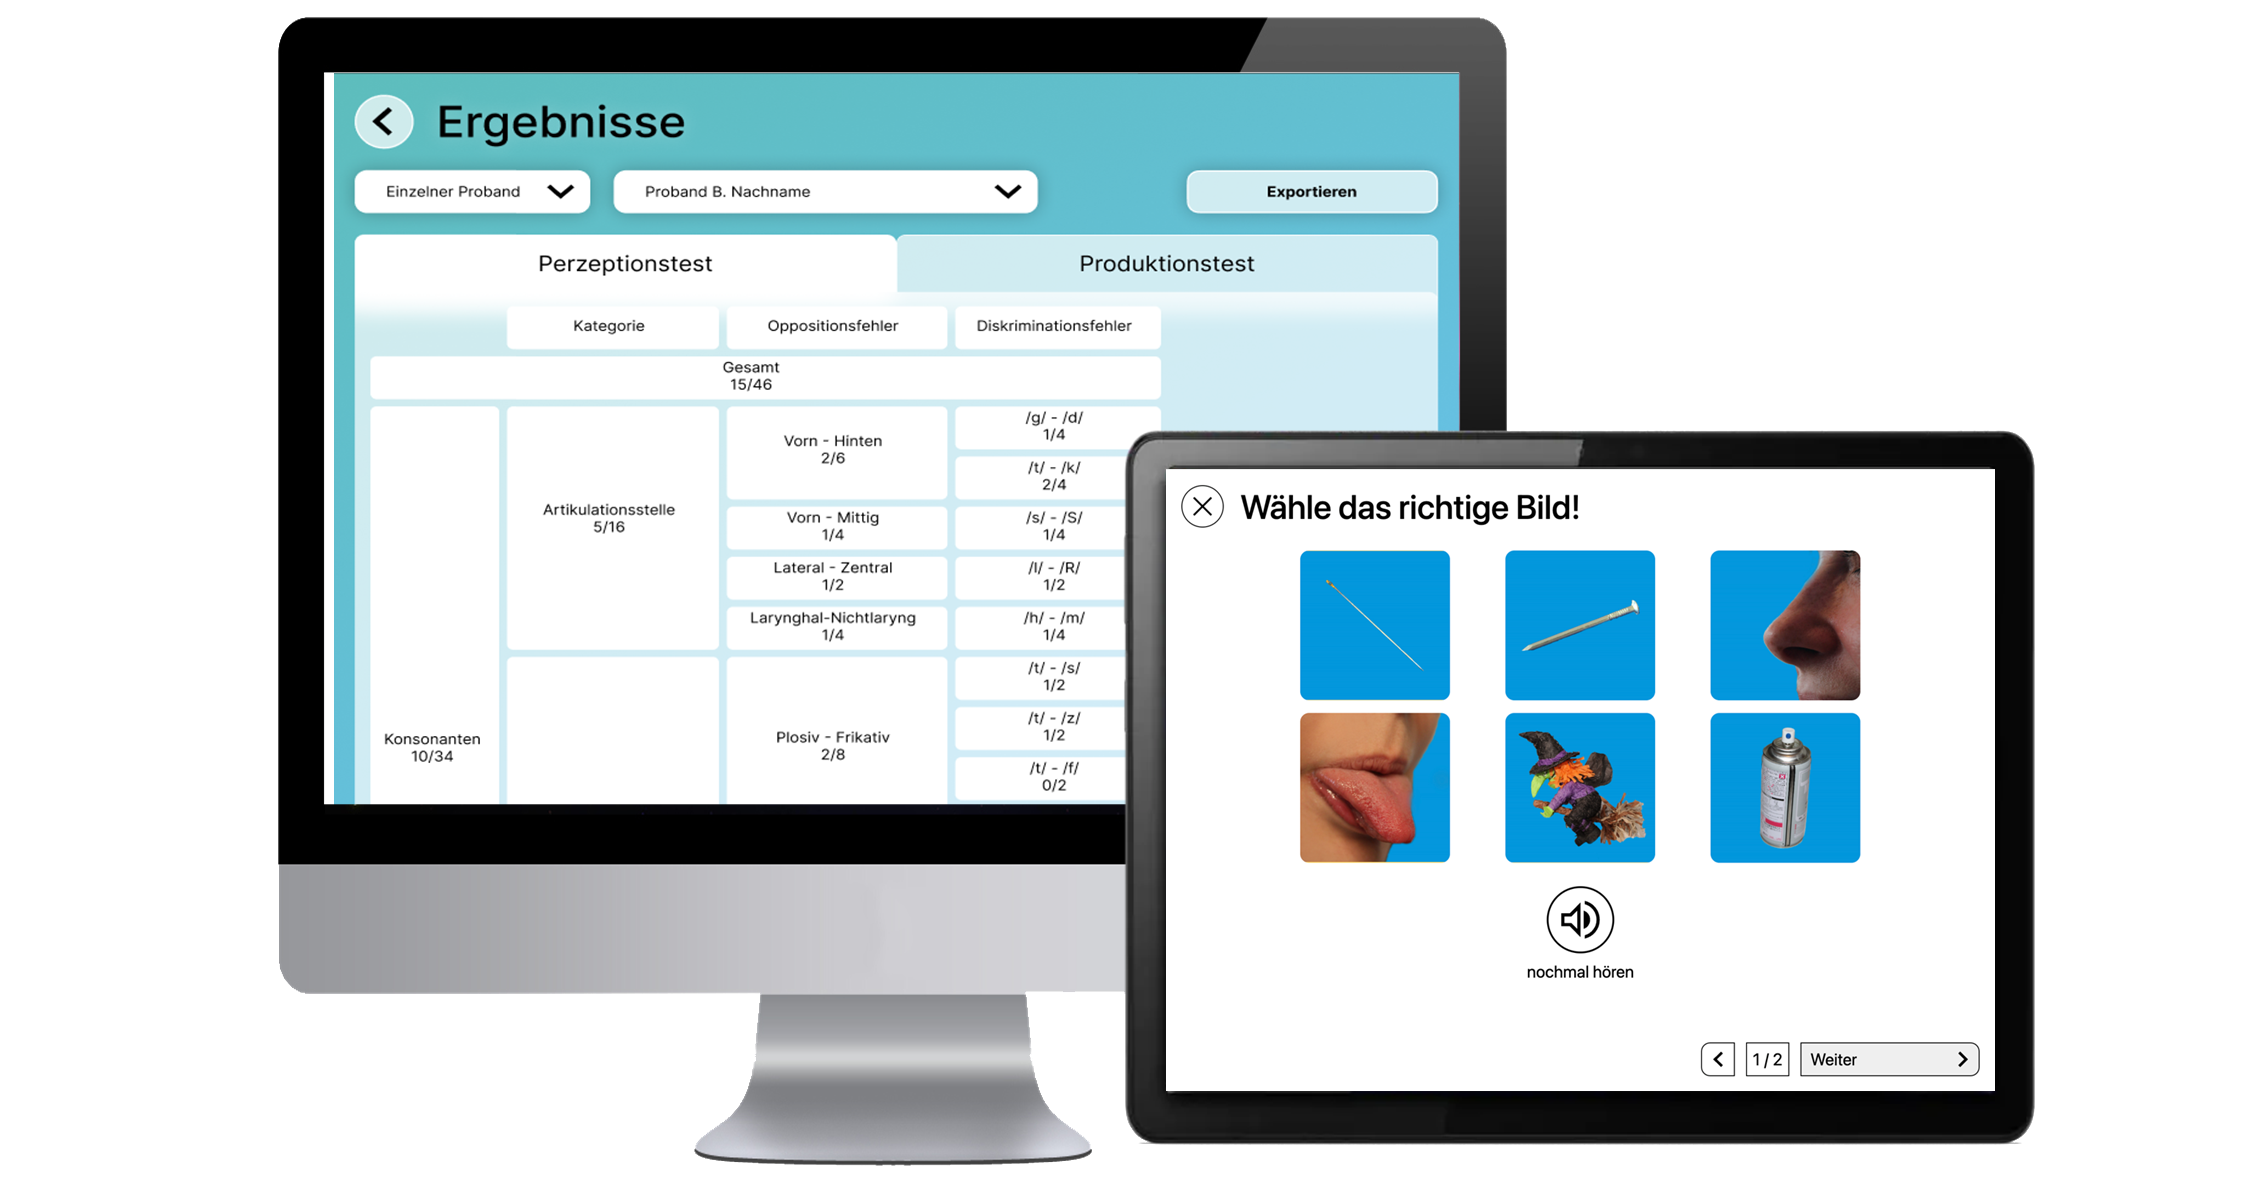 Ergebnisse
Einzelner Proband
Proband B. Nachname
Exportieren
Perzeptionstest
Produktionstest
Kategorie
Oppositionsfehler
Diskriminationsfehler
Gesamt
15/46
Konsonanten
10/34
Artikulationsstelle
5/16
Vorn - Hinten
2/6
/g/ - /d/
1/4
/t/ - /k/
2/4
Vorn - Mittig
1/4
/s/ - /S/
1/4
Lateral - Zentral
1/2
/l/ - /R/
1/2
Larynghal-Nichtlaryng
1/4
/h/ - /m/
1/4
Plosiv - Frikativ
2/8
/t/ - /s/
1/2
/t/ - /z/
1/2
/t/ - /f/
0/2
Wähle das richtige Bild!
nochmal hören
1 / 2
Weiter